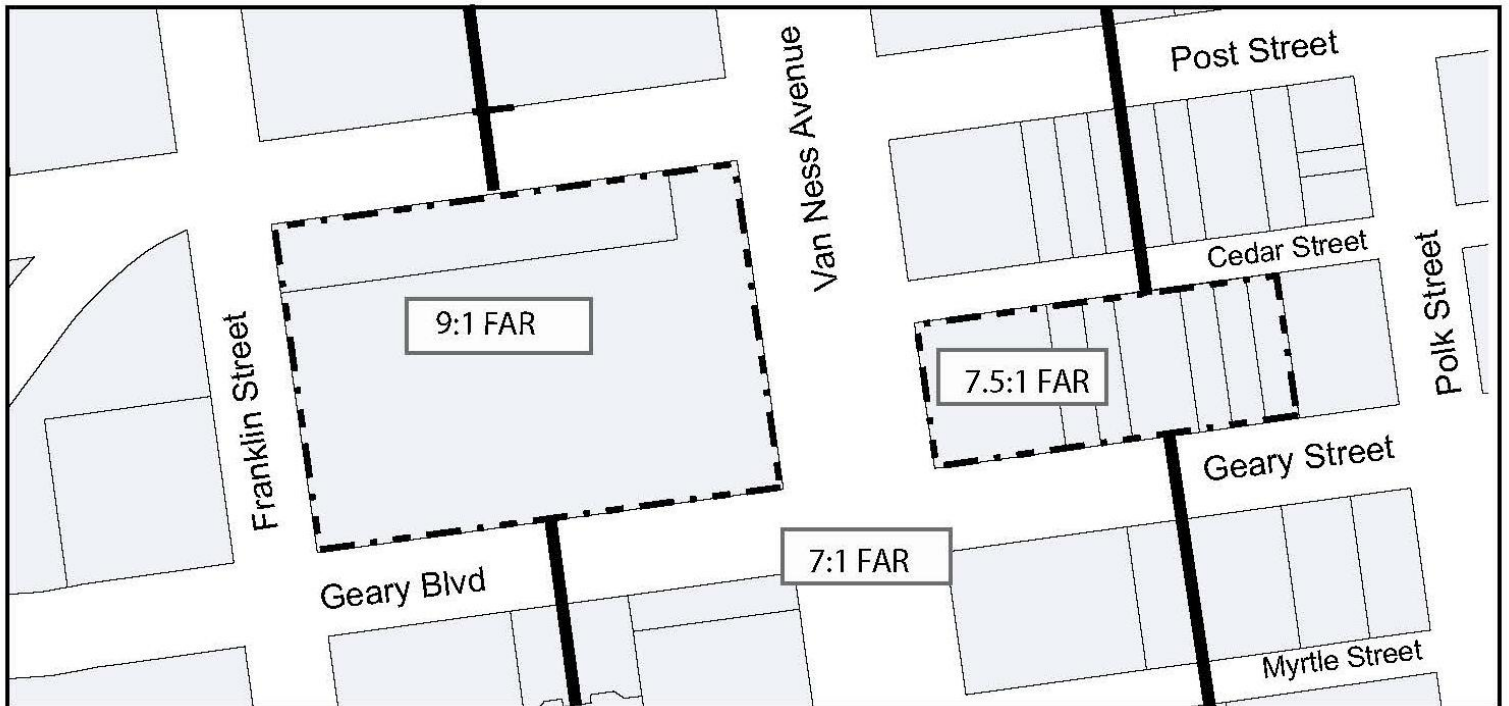 Post Street
Van Ness Avenue
Cedar Street
Polk Street
Franklin Street
9:1 FAR
7.5:1 FAR
Geary Street
7:1 FAR
Geary Blvd
Myrtle Street